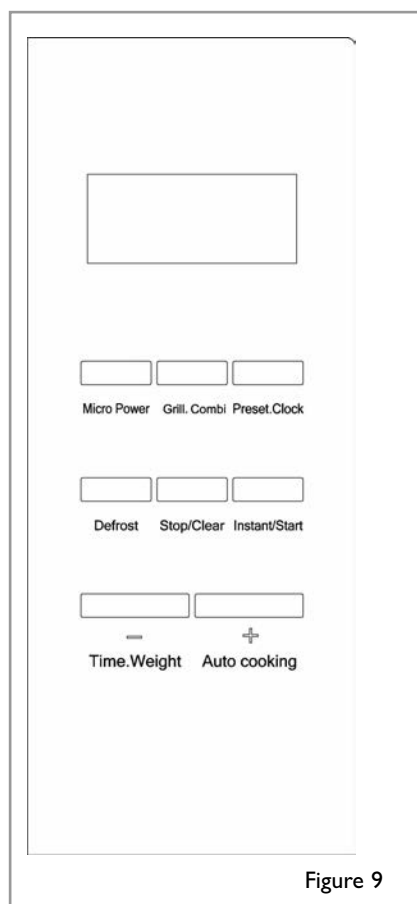 Micro Power Grill. Combi Preset.Clock
Defrost Stop/Clear Instant/Start
− +
Time.Weight Auto cooking
Figure 9